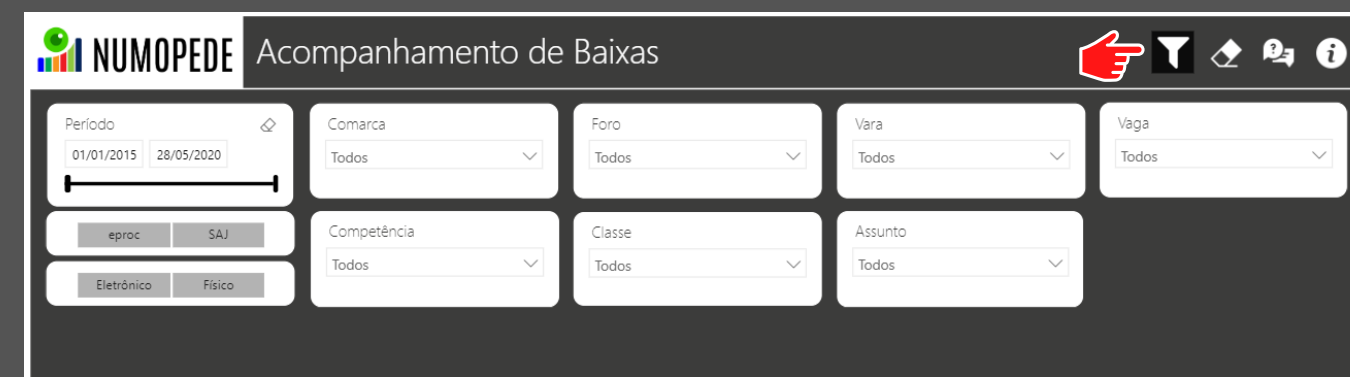 NUMOPEDE Acompanhamento de Baixas
Período
01/01/2015 28/05/2020
Comarca
Todos
Foro
Todos
Vara
Todos
Vaga
Todos
eproc SAJ
Eletrônico Físico
Competência
Todos
Classe
Todos
Assunto
Todos